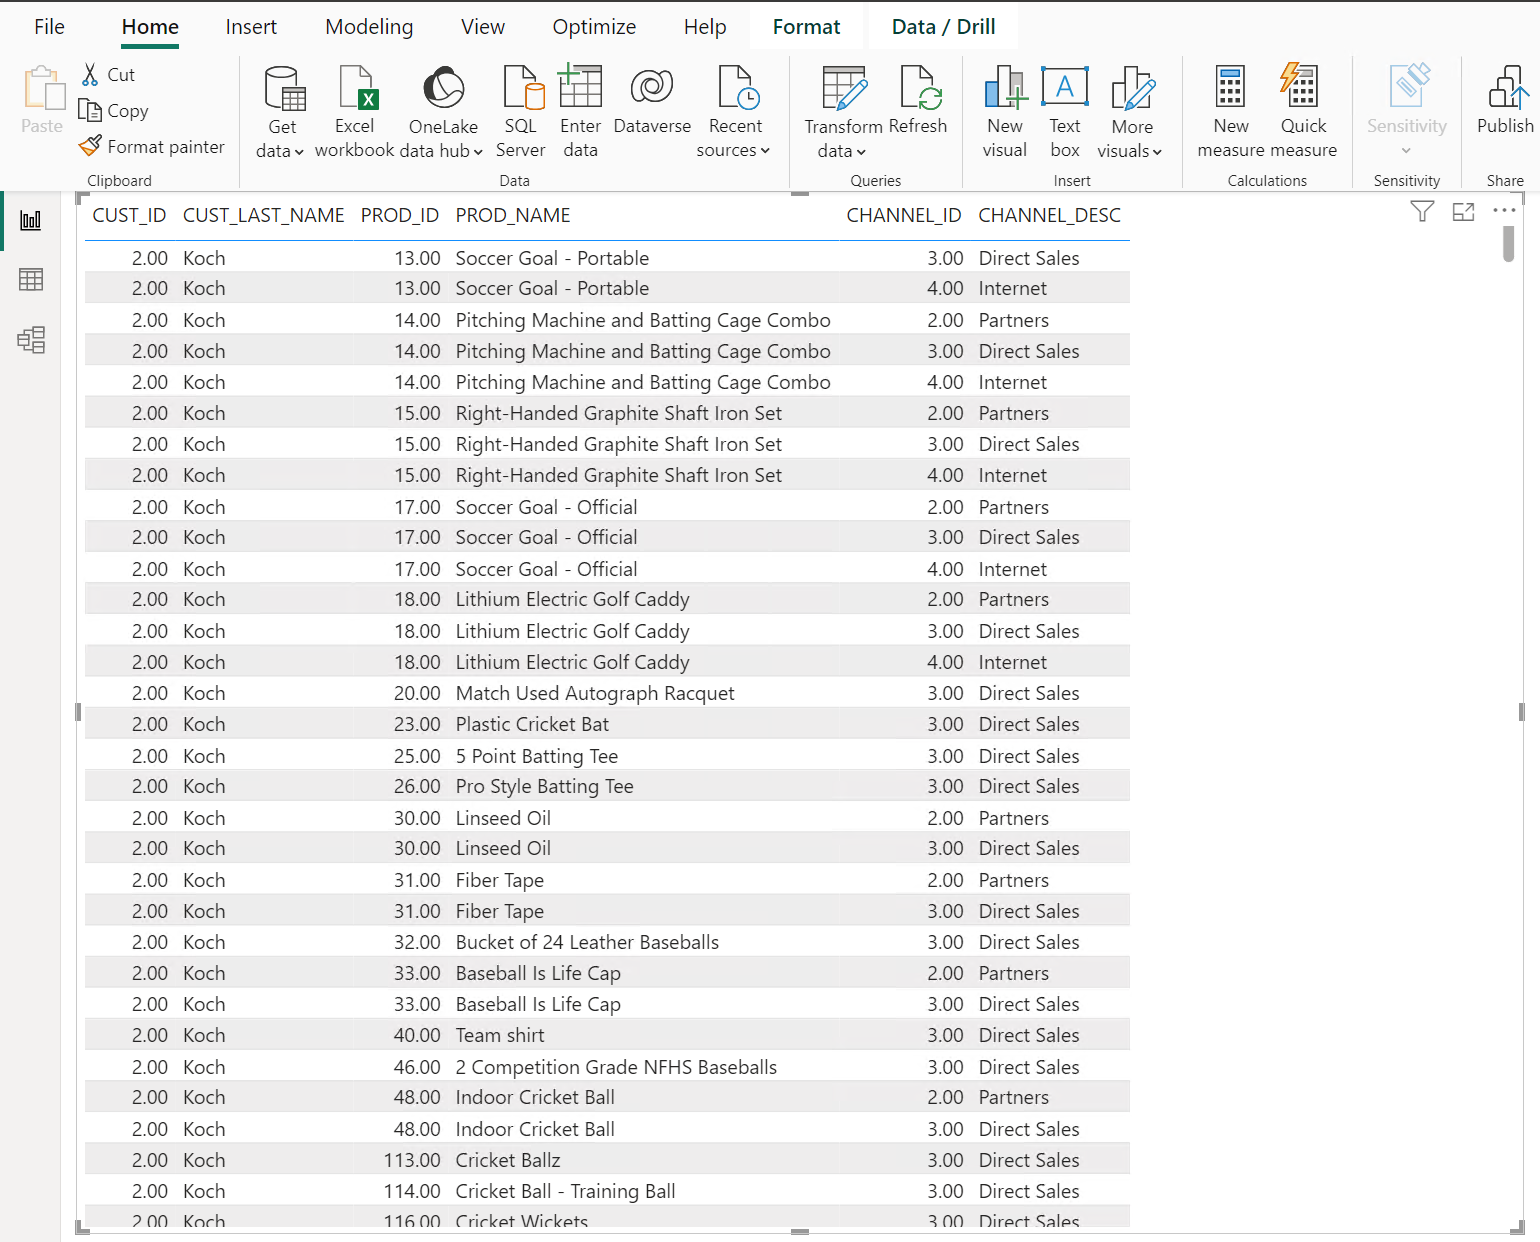 File Home Insert Modeling View Optimize Help Format Data / Drill
Paste
Cut
Copy
Format painter
Clipboard
Get data
Excel workbook
OneLake data hub
SQL Server
Enter data
Dataverse
Recent sources
Data
Transform data
Refresh
Queries
New visual
A
Text box
More visuals
Insert
New measure
Quick measure
Calculations
Sensitivity
Sensitivity
Publish
Share
CUST_ID CUST_LAST_NAME PROD_ID PROD_NAME CHANNEL_ID CHANNEL_DESC
2.00 Koch 13.00 Soccer Goal - Portable 3.00 Direct Sales
2.00 Koch 13.00 Soccer Goal - Portable 4.00 Internet
2.00 Koch 14.00 Pitching Machine and Batting Cage Combo 2.00 Partners
2.00 Koch 14.00 Pitching Machine and Batting Cage Combo 3.00 Direct Sales
2.00 Koch 14.00 Pitching Machine and Batting Cage Combo 4.00 Internet
2.00 Koch 15.00 Right-Handed Graphite Shaft Iron Set 2.00 Partners
2.00 Koch 15.00 Right-Handed Graphite Shaft Iron Set 3.00 Direct Sales
2.00 Koch 15.00 Right-Handed Graphite Shaft Iron Set 4.00 Internet
2.00 Koch 17.00 Soccer Goal - Official 2.00 Partners
2.00 Koch 17.00 Soccer Goal - Official 3.00 Direct Sales
2.00 Koch 17.00 Soccer Goal - Official 4.00 Internet
2.00 Koch 18.00 Lithium Electric Golf Caddy 2.00 Partners
2.00 Koch 18.00 Lithium Electric Golf Caddy 3.00 Direct Sales
2.00 Koch 18.00 Lithium Electric Golf Caddy 4.00 Internet
2.00 Koch 20.00 Match Used Autograph Racquet 3.00 Direct Sales
2.00 Koch 23.00 Plastic Cricket Bat 3.00 Direct Sales
2.00 Koch 25.00 5 Point Batting Tee 3.00 Direct Sales
2.00 Koch 26.00 Pro Style Batting Tee 3.00 Direct Sales
2.00 Koch 30.00 Linseed Oil 2.00 Partners
2.00 Koch 30.00 Linseed Oil 3.00 Direct Sales
2.00 Koch 31.00 Fiber Tape 2.00 Partners
2.00 Koch 31.00 Fiber Tape 3.00 Direct Sales
2.00 Koch 32.00 Bucket of 24 Leather Baseballs 3.00 Direct Sales
2.00 Koch 33.00 Baseball Is Life Cap 2.00 Partners
2.00 Koch 33.00 Baseball Is Life Cap 3.00 Direct Sales
2.00 Koch 40.00 Team shirt 3.00 Direct Sales
2.00 Koch 46.00 2 Competition Grade NFHS Baseballs 3.00 Direct Sales
2.00 Koch 48.00 Indoor Cricket Ball 2.00 Partners
2.00 Koch 48.00 Indoor Cricket Ball 3.00 Direct Sales
2.00 Koch 113.00 Cricket Ballz 3.00 Direct Sales
2.00 Koch 114.00 Cricket Ball - Training Ball 3.00 Direct Sales
2.00 Koch 116.00 Cricket Wickets 3.00 Direct Sales